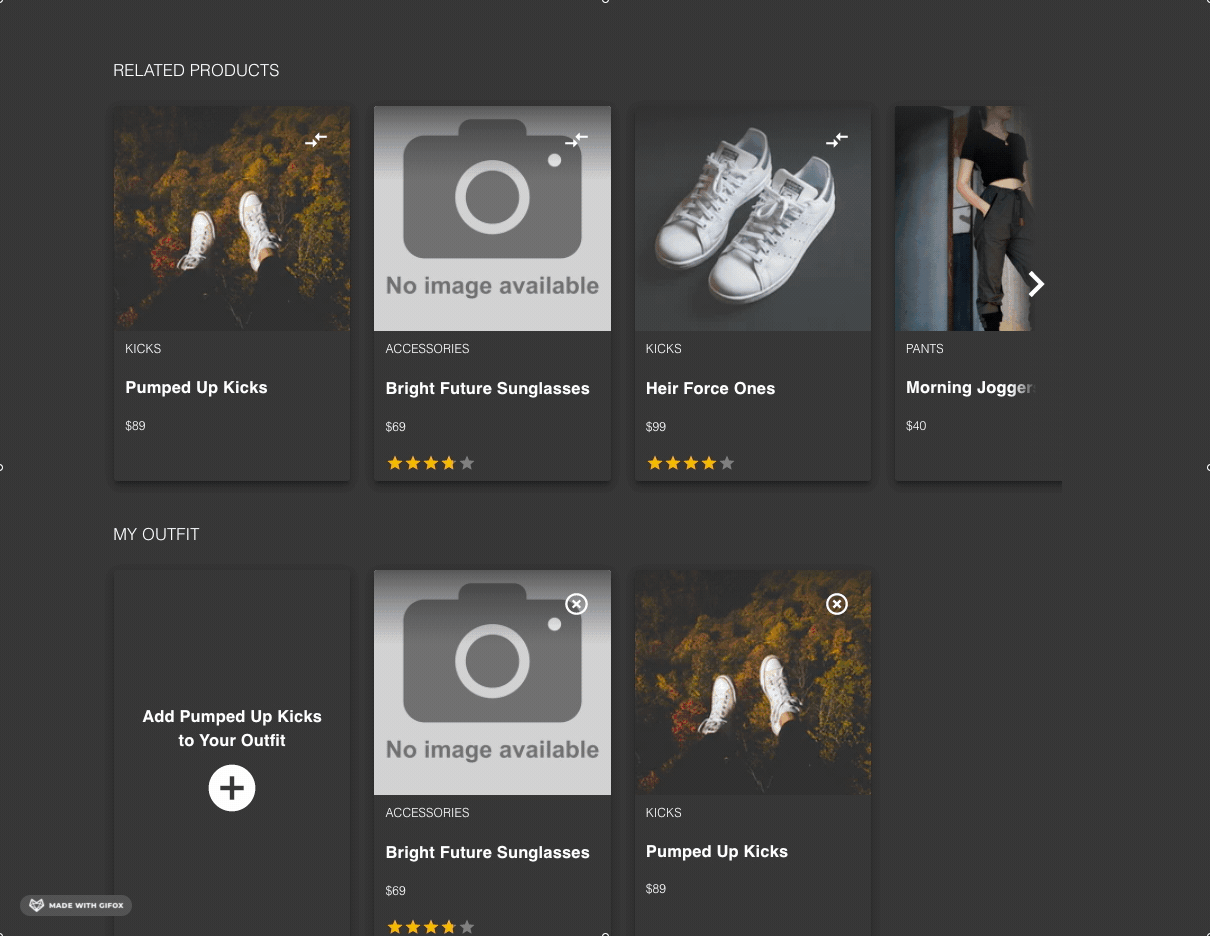 RELATED PRODUCTS
No image available
KICKS
Pumped Up Kicks
$89
ACCESSORIES
Bright Future Sunglasses
$69
KICKS
Heir Force Ones
$99
PANTS
Morning Jogger
$40
MY OUTFIT
Add Pumped Up Kicks
to Your Outfit
No image available
ACCESSORIES
Bright Future Sunglasses
$69
KICKS
Pumped Up Kicks
$89
MADE WITH GIFOX